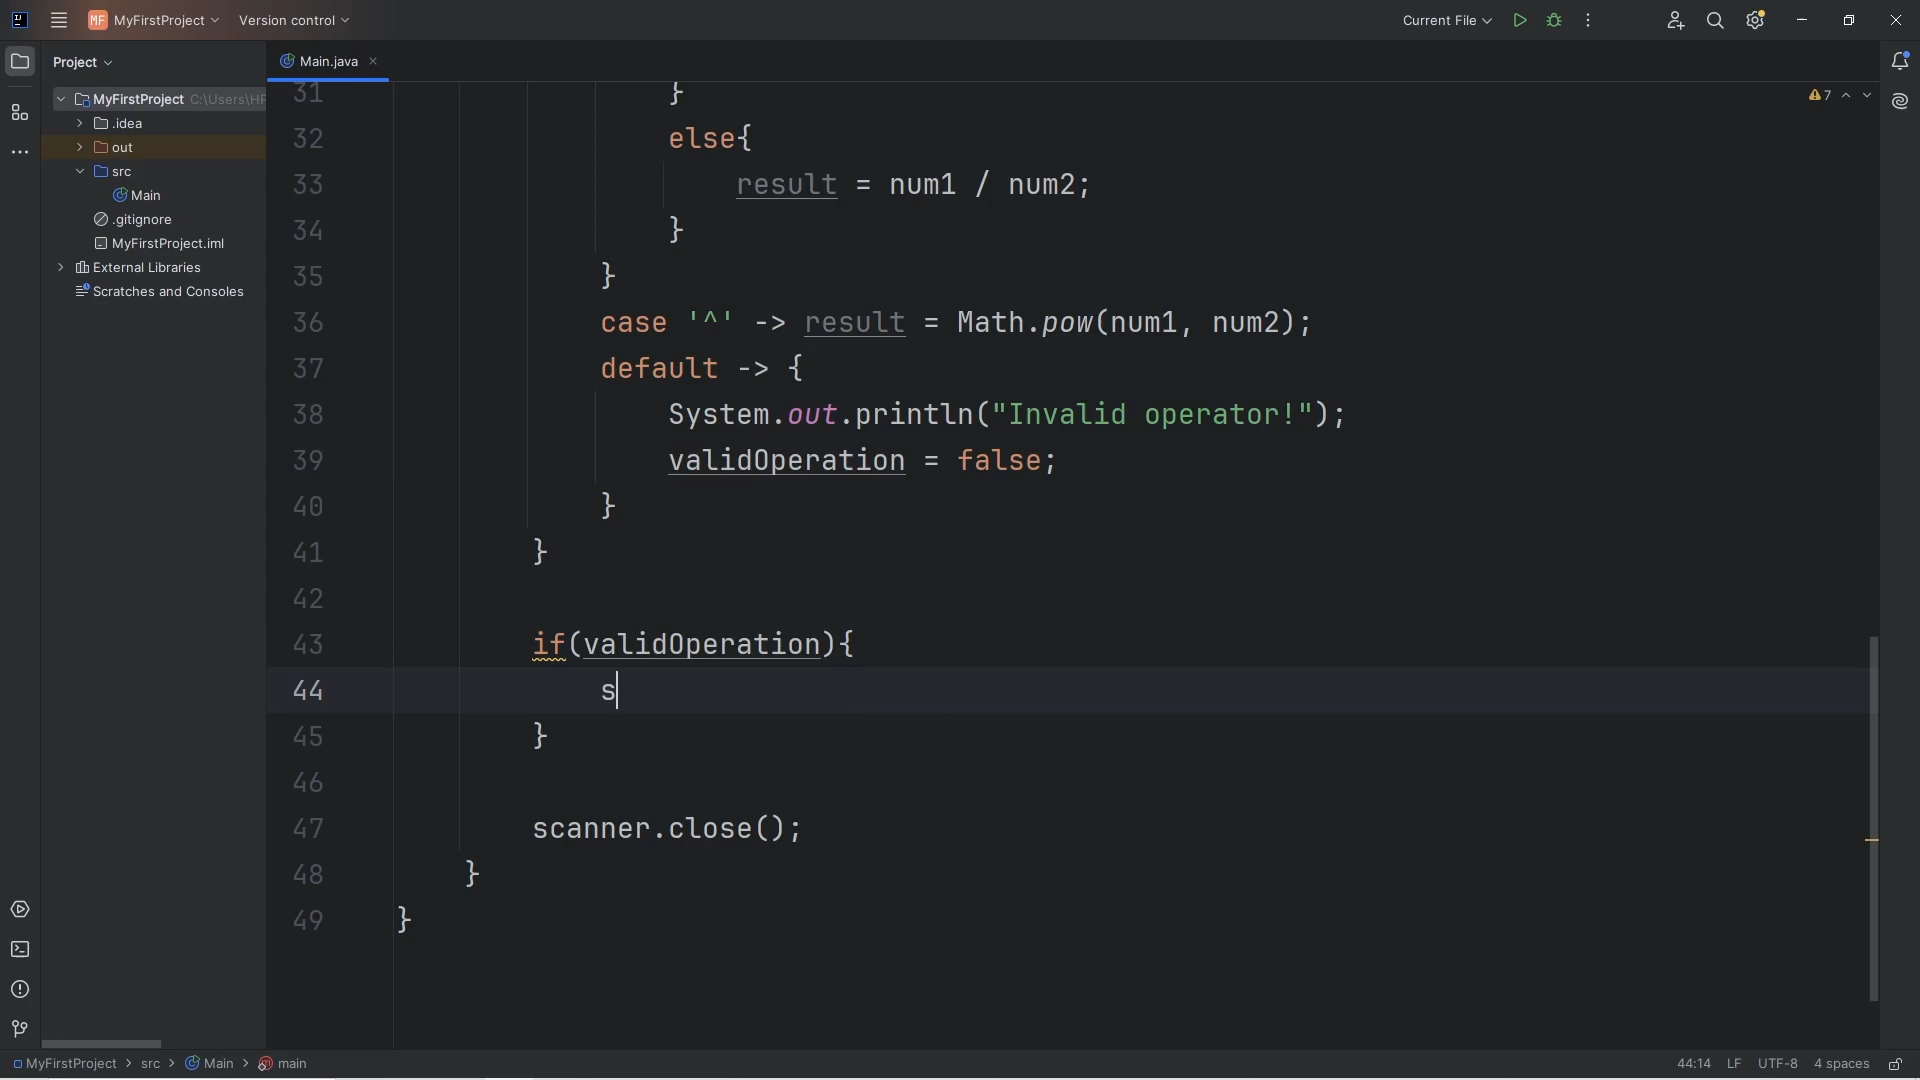 MF MyFirstProject Version control Current File
Project Main.java
MyFirstProject C:\Users\HP
.idea
out
src
Main
.gitignore
MyFirstProject.iml
External Libraries
Scratches and Consoles
7
31 }
32 else{
33 result = num1 / num2;
34 }
35 }
36 case '^' -> result = Math.pow(num1, num2);
37 default -> {
38 System.out.println("Invalid operator!");
39 validOperation = false;
40 }
41 }
42
43 if(validOperation){
44 s
45 }
46
47 scanner.close();
48 }
49 }
MyFirstProject > src > Main > main 44:14 LF UTF-8 4 spaces